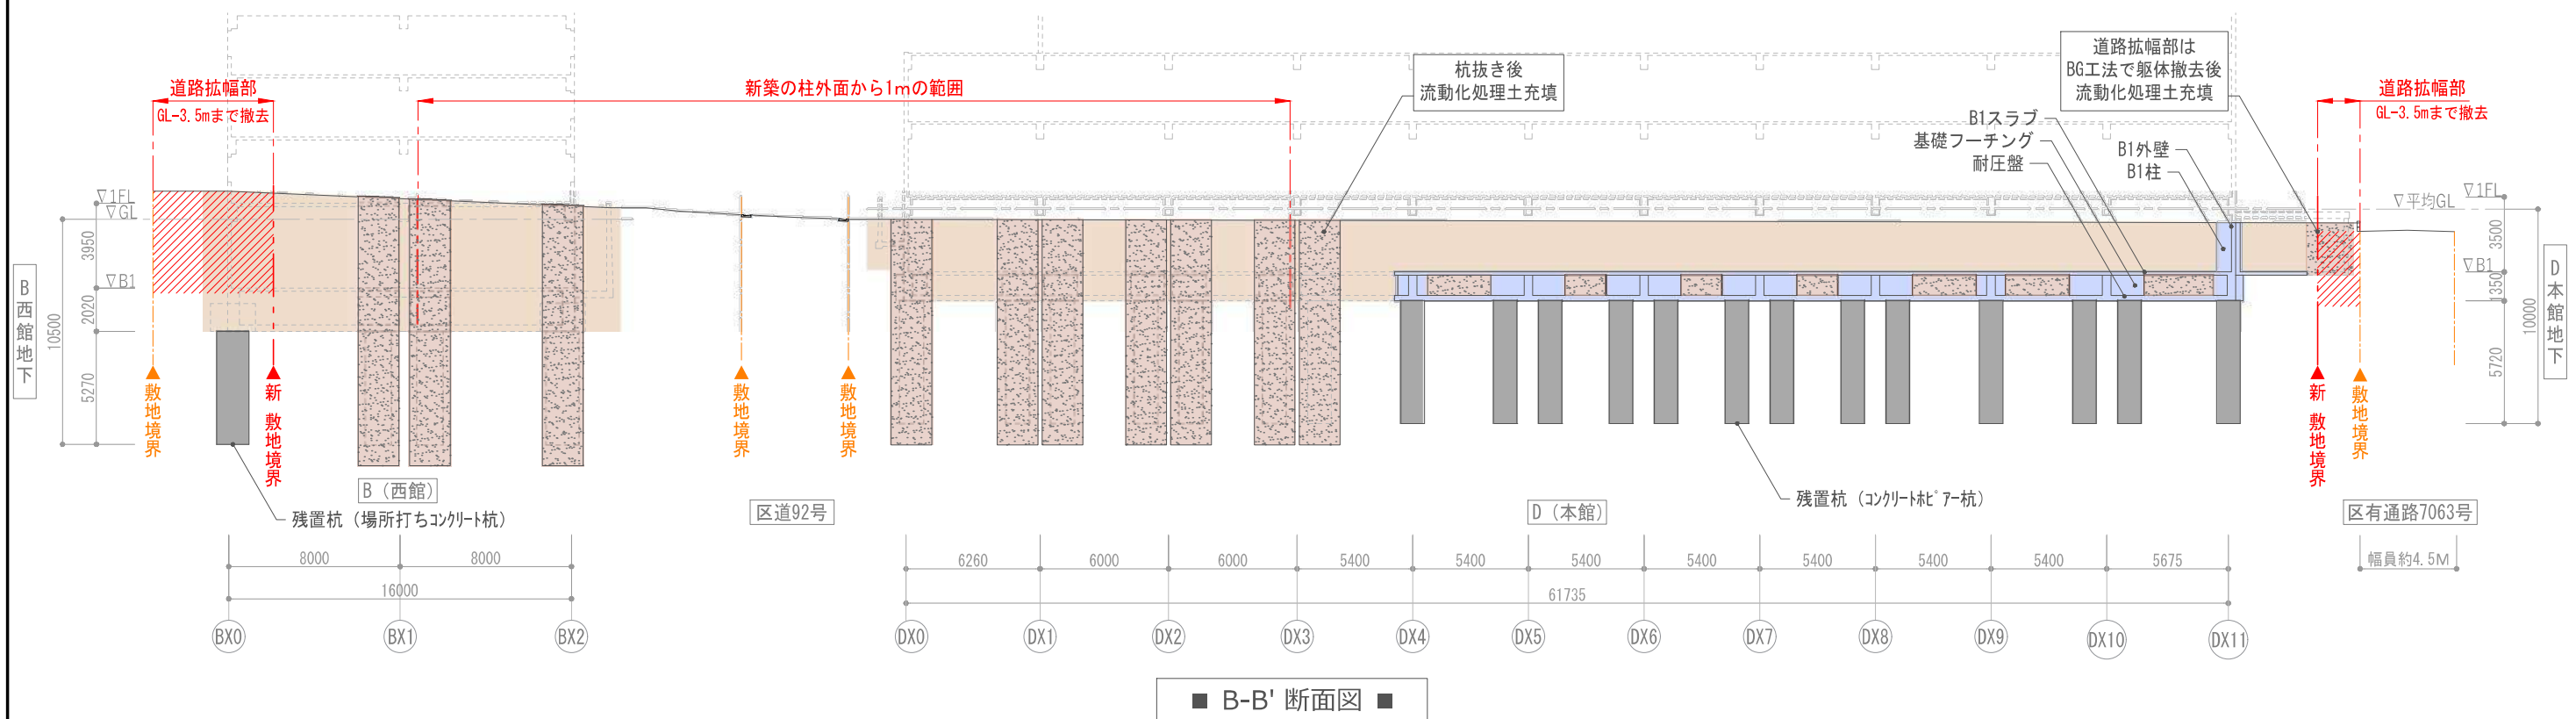 道路拡幅部
GL-3.5mまで撤去
新築の柱外面から1mの範囲
杭抜き後
流動化処理土充填
道路拡幅部は
BG工法で躯体撤去後
流動化処理土充填
道路拡幅部
GL-3.5mまで撤去
B1スラブ
基礎フーチング
耐圧盤
B1外壁
B1柱
▽1FL
▽GL
▽B1
3950
2020
5270
10500
B西館地下
▽平均GL
▽1FL
▽B1
3500
1350
5720
10000
D本館地下
敷地境界
新 敷地境界
敷地境界
敷地境界
新 敷地境界
敷地境界
B（西館）
残置杭（場所打ちコンクリート杭）
区道92号
D（本館）
残置杭（コンクリートホピアー杭）
区有通路7063号
8000
8000
16000
6260
6000
6000
5400
5400
5400
5400
5400
5400
5400
5675
61735
幅員約4.5M
BX0
BX1
BX2
DX0
DX1
DX2
DX3
DX4
DX5
DX6
DX7
DX8
DX9
DX10
DX11
■ B-B' 断面図 ■